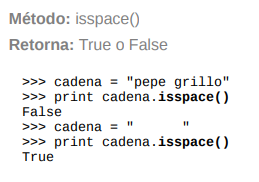 Método: isspace()
Retorna: True o False
>>> cadena = "pepe grillo"
>>> print cadena.isspace()
False
>>> cadena = "      "
>>> print cadena.isspace()
True